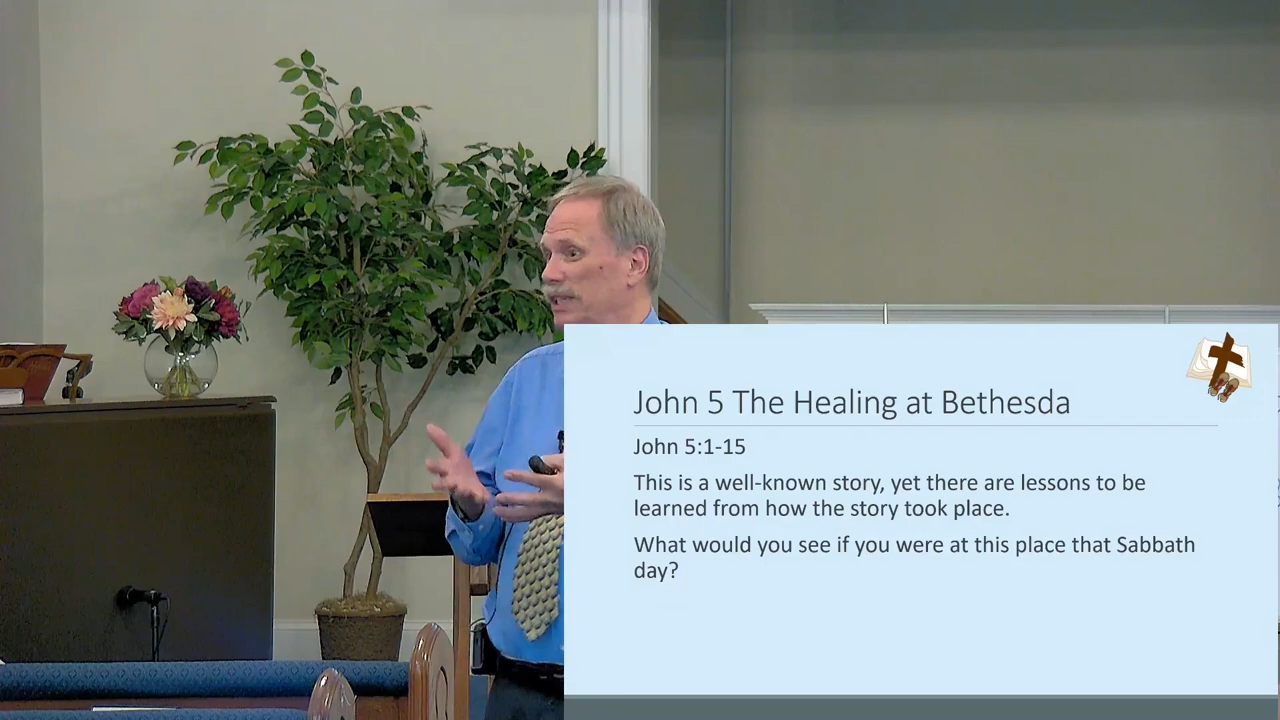 John 5 The Healing at Bethesda
John 5:1-15
This is a well-known story, yet there are lessons to be
learned from how the story took place.
What would you see if you were at this place that Sabbath
day?